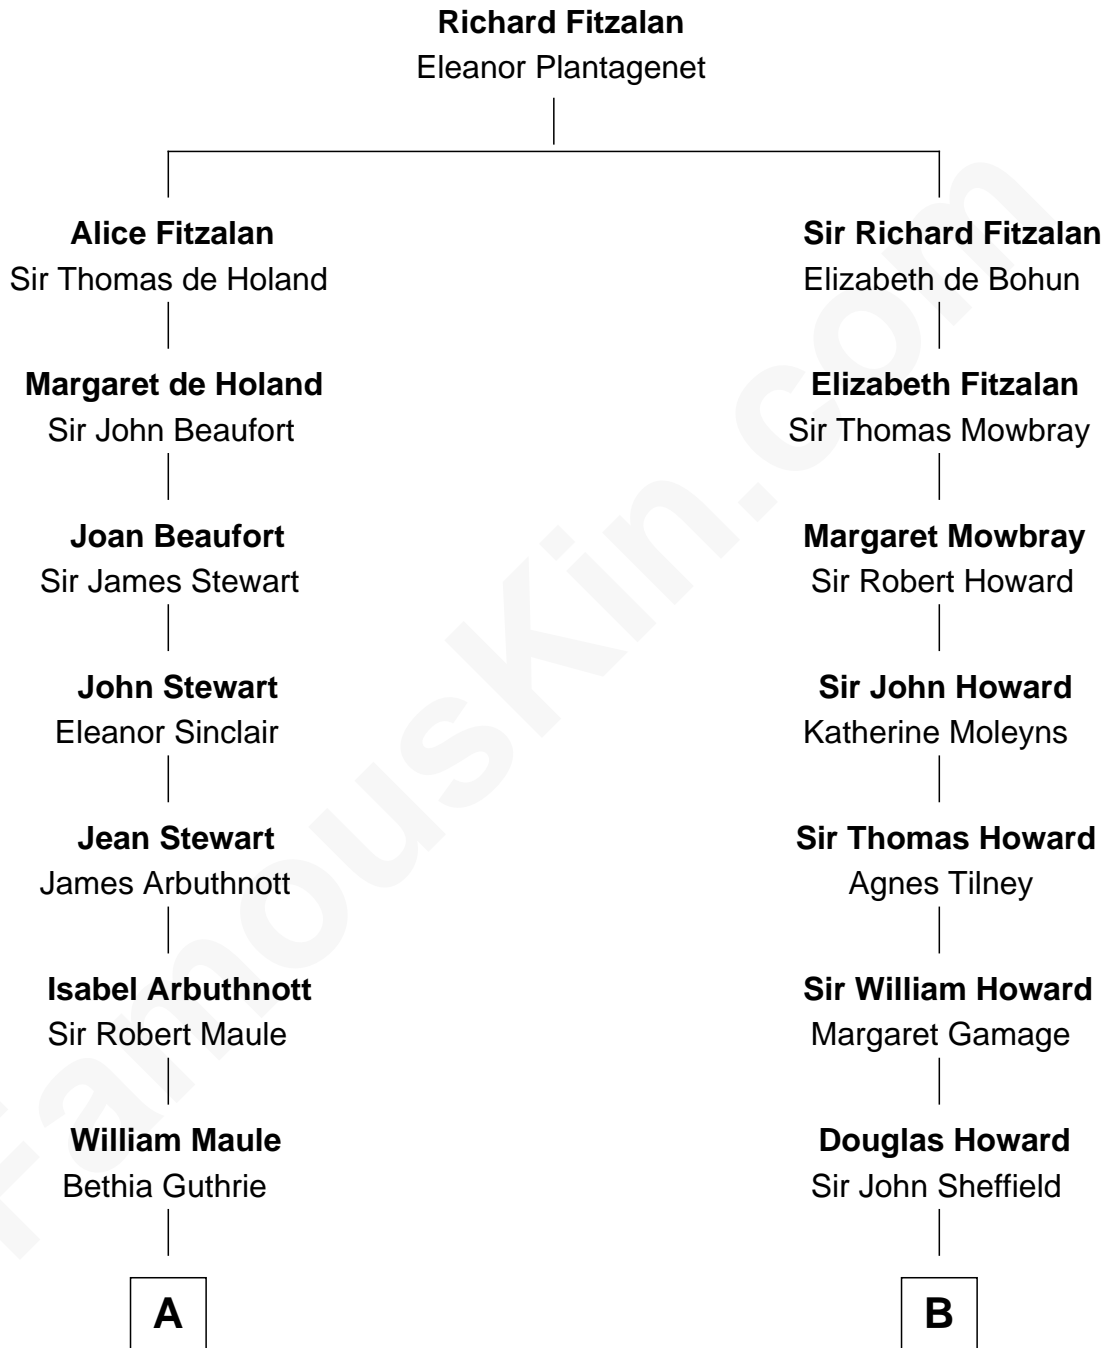 Richard Fitzalan
Eleanor Plantagenet
Alice Fitzalan
Sir Thomas de Holand
Margaret de Holand
Sir John Beaufort
Joan Beaufort
Sir James Stewart
John Stewart
Eleanor Sinclair
Jean Stewart
James Arbuthnott
Isabel Arbuthnott
Sir Robert Maule
William Maule
Bethia Guthrie
A
Sir Richard Fitzalan
Elizabeth de Bohun
Elizabeth Fitzalan
Sir Thomas Mowbray
Margaret Mowbray
Sir Robert Howard
Sir John Howard
Katherine Moleyns
Sir Thomas Howard
Agnes Tilney
Sir William Howard
Margaret Gamage
Douglas Howard
Sir John Sheffield
B
FamousKin.com